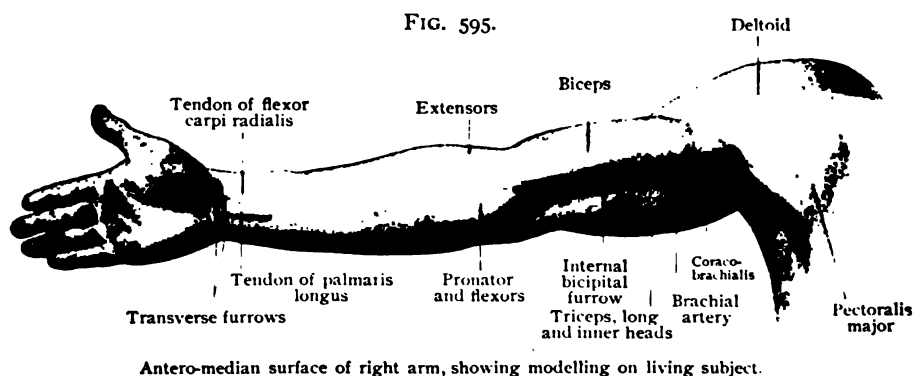 FIG. 595.
Deltoid
Biceps
Tendon of flexor
carpi radialis
Extensors
Tendon of palmaris
longus
Transverse furrows
Pronator
and flexors
Internal
bicipital
furrow
Triceps, long
and inner heads
Coraco-
brachialis
Brachial
artery
Pectoralis
major
Antero-median surface of right arm, showing modelling on living subject.